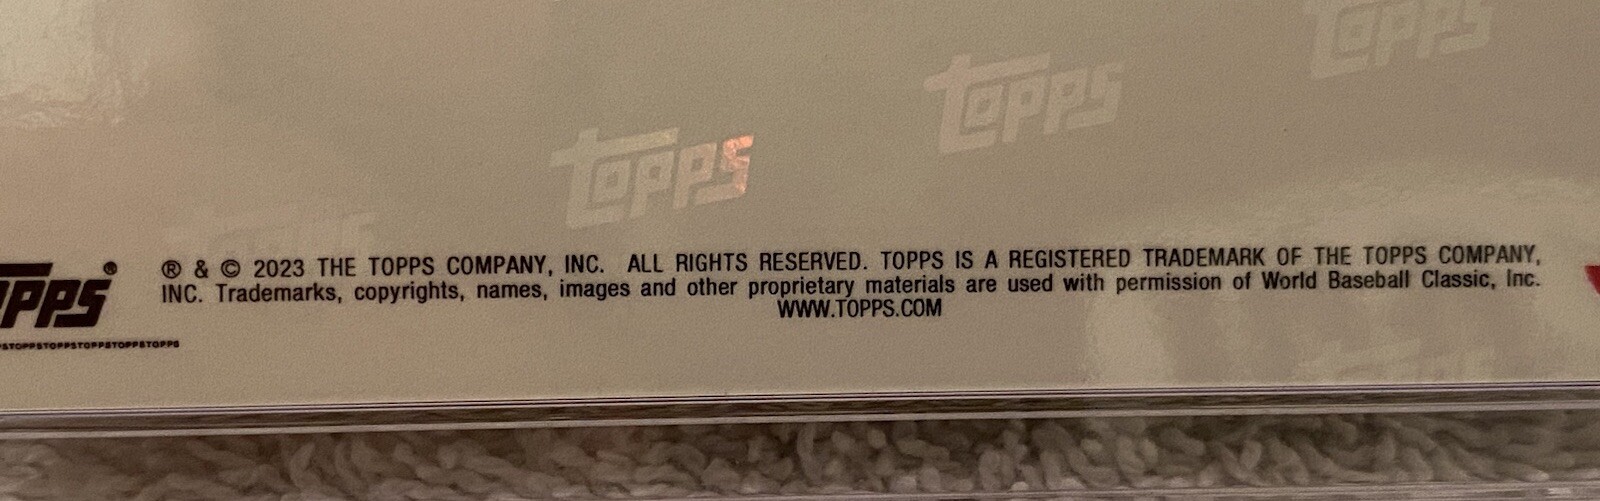 Topps
Topps
Topps
® & © 2023 THE TOPPS COMPANY, INC. ALL RIGHTS RESERVED. TOPPS IS A REGISTERED TRADEMARK OF THE TOPPS COMPANY,
INC. Trademarks, copyrights, names, images and other proprietary materials are used with permission of World Baseball Classic, Inc.
WWW.TOPPS.COM
OPPS®
STOPPSTOPPSTOPPSTOPPSTOPPS